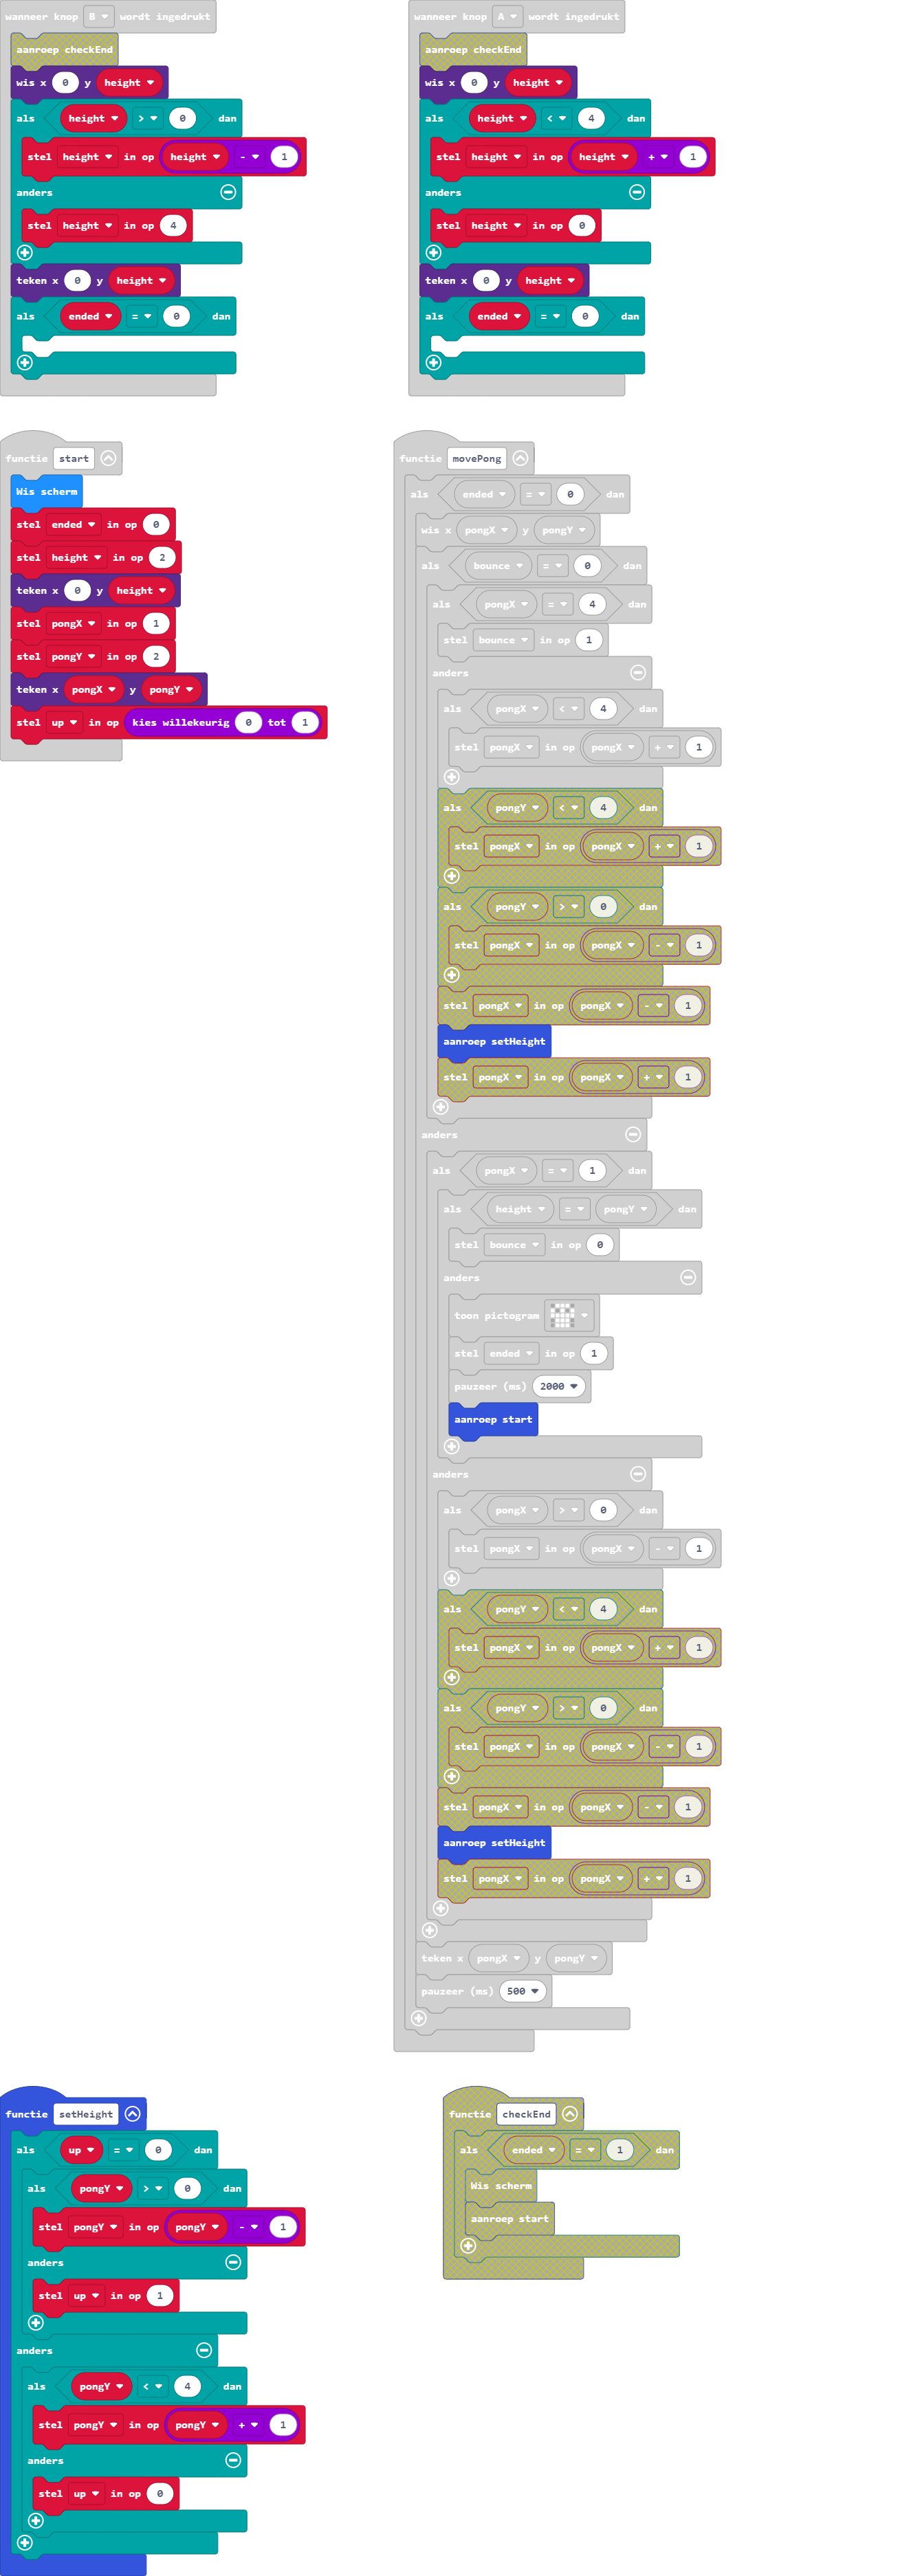 wanneer knop B wordt ingedrukt
aanroep checkEnd
wis x 0 y height
als height > 0 dan
stel height in op height - 1
anders
stel height in op 4
teken x 0 y height
als ended = 0 dan
wanneer knop A wordt ingedrukt
aanroep checkEnd
wis x 0 y height
als height < 4 dan
stel height in op height + 1
anders
stel height in op 0
teken x 0 y height
als ended = 0 dan
functie start
Wis scherm
stel ended in op 0
stel height in op 2
teken x 0 y height
stel pongX in op 1
stel pongY in op 2
teken x pongX y pongY
stel up in op kies willekeurig 0 tot 1
functie movePong
als ended = 0 dan
wis x pongX y pongY
als bounce = 0 dan
als pongX = 4 dan
stel bounce in op 1
anders
als pongX < 4 dan
stel pongX in op pongX + 1
als pongY < 4 dan
stel pongX in op pongX + 1
als pongY > 0 dan
stel pongX in op pongX - 1
stel pongX in op pongX - 1
aanroep setHeight
stel pongX in op pongX + 1
anders
als pongX = 1 dan
als height = pongY dan
stel bounce in op 0
anders
toon pictogram
stel ended in op 1
pauzeer (ms) 2000
aanroep start
anders
als pongX > 0 dan
stel pongX in op pongX - 1
als pongY < 4 dan
stel pongX in op pongX + 1
als pongY > 0 dan
stel pongX in op pongX - 1
stel pongX in op pongX - 1
aanroep setHeight
stel pongX in op pongX + 1
teken x pongX y pongY
pauzeer (ms) 500
functie setHeight
als up = 0 dan
als pongY > 0 dan
stel pongY in op pongY - 1
anders
stel up in op 1
anders
als pongY < 4 dan
stel pongY in op pongY + 1
anders
stel up in op 0
functie checkEnd
als ended = 1 dan
Wis scherm
aanroep start